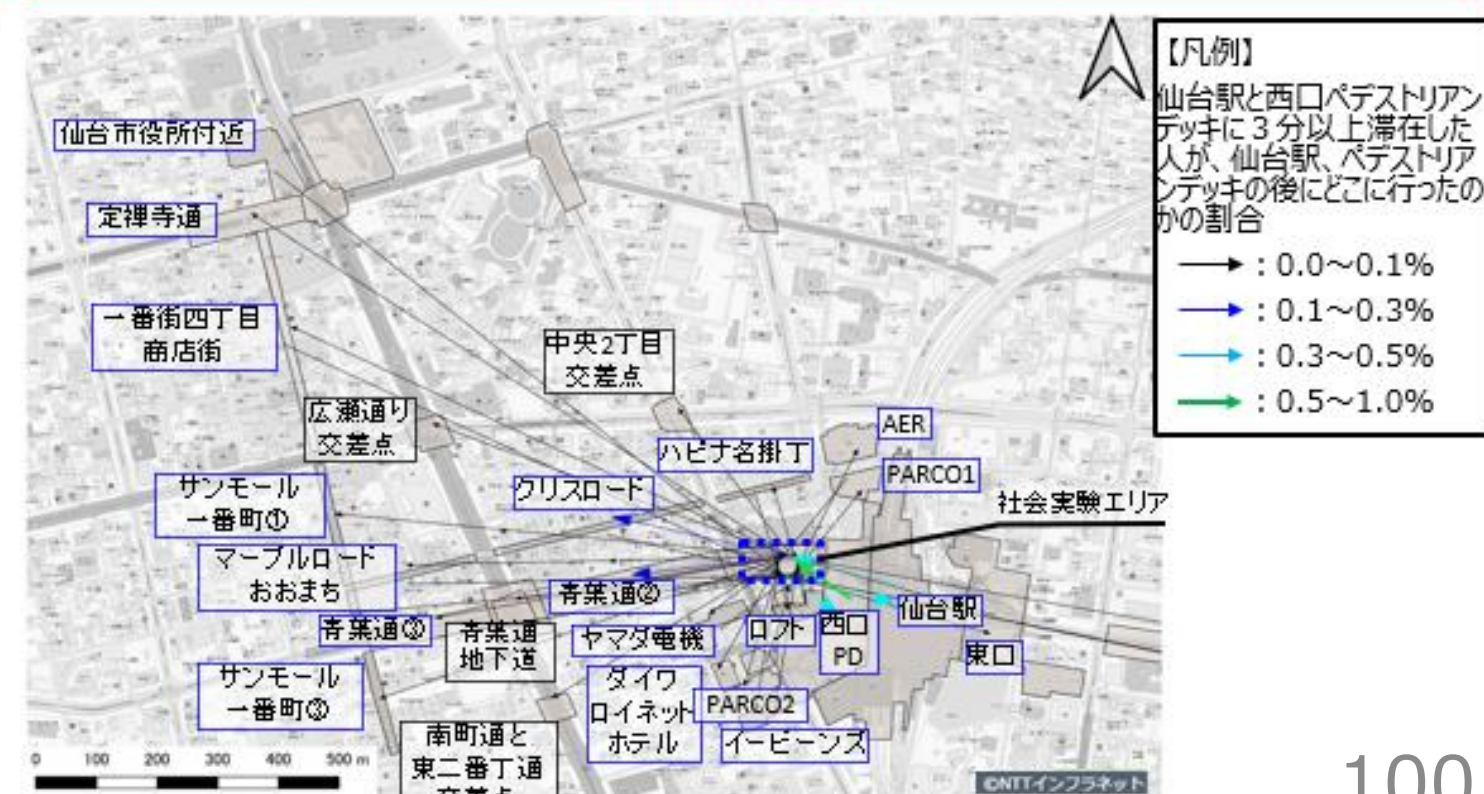 【凡例】
仙台駅と西口ペデストリアン
デッキに３分以上滞在した
人が、仙台駅、ペデストリア
ンデッキの後にどこに行ったの
かの割合
：0.0～0.1%
：0.1～0.3%
：0.3～0.5%
：0.5～1.0%
仙台市役所付近
定禅寺通
一番街四丁目
商店街
中央2丁目
交差点
広瀬通り
交差点
AER
ハピナ名掛丁
PARCO1
サンモール
一番町①
クリスロード
社会実験エリア
マーブルロード
おおまち
青葉通②
仙台駅
青葉通③
青葉通
地下道
ヤマダ電機
ロフト
西口
PD
東口
サンモール
一番町③
ダイワ
ロイネット
ホテル
PARCO2
イービーンズ
南町通と
東二番丁通
交差点
0 100 200 300 400 500 m
©NTTインフラネット
100